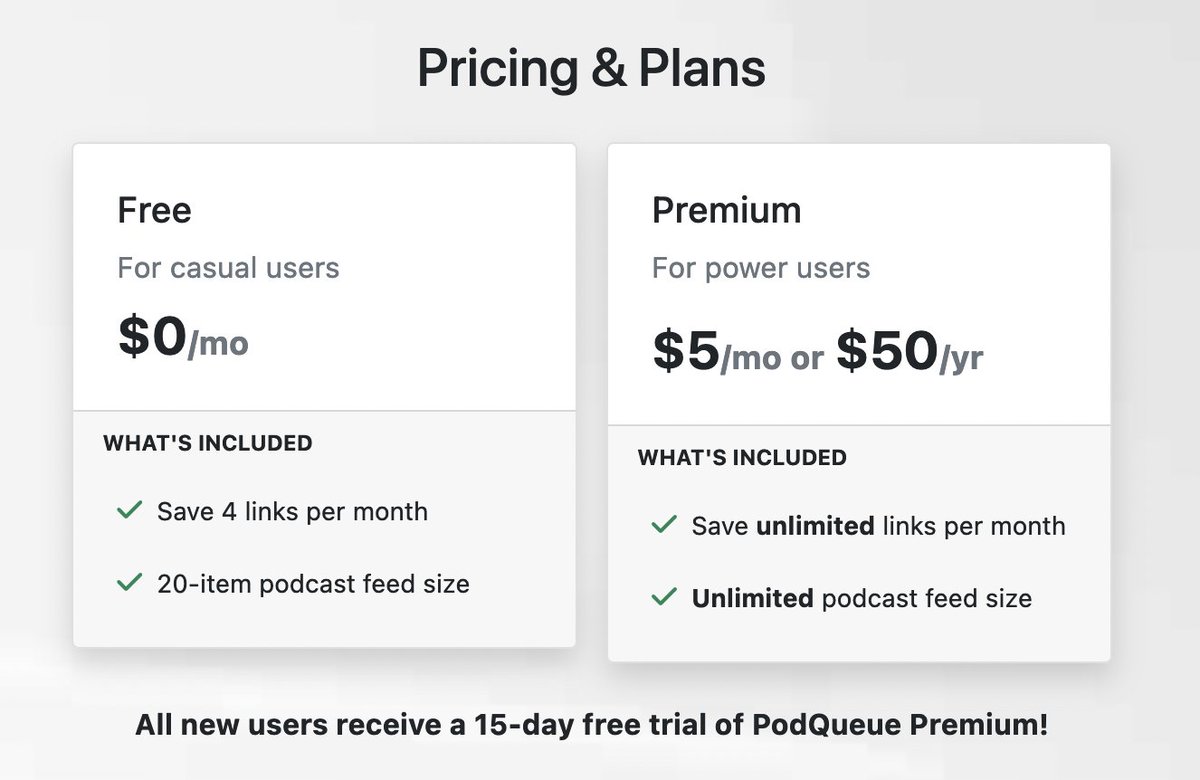 Pricing & Plans
Free
For casual users
$0/mo
WHAT'S INCLUDED
Save 4 links per month
20-item podcast feed size
Premium
For power users
$5/mo or $50/yr
WHAT'S INCLUDED
Save unlimited links per month
Unlimited podcast feed size
All new users receive a 15-day free trial of PodQueue Premium!